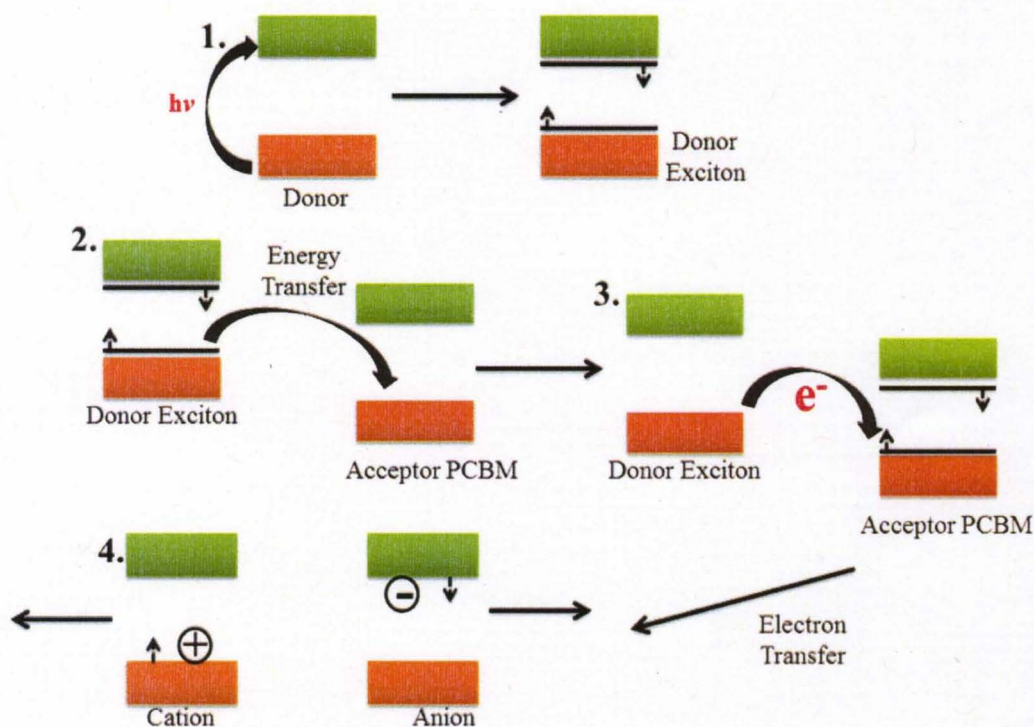 1.
hν
Donor
Donor
Exciton
2.
Energy
Transfer
Donor Exciton
Acceptor PCBM
3.
e-
Donor Exciton
Acceptor PCBM
4.
+
Cation
-
Anion
Electron
Transfer